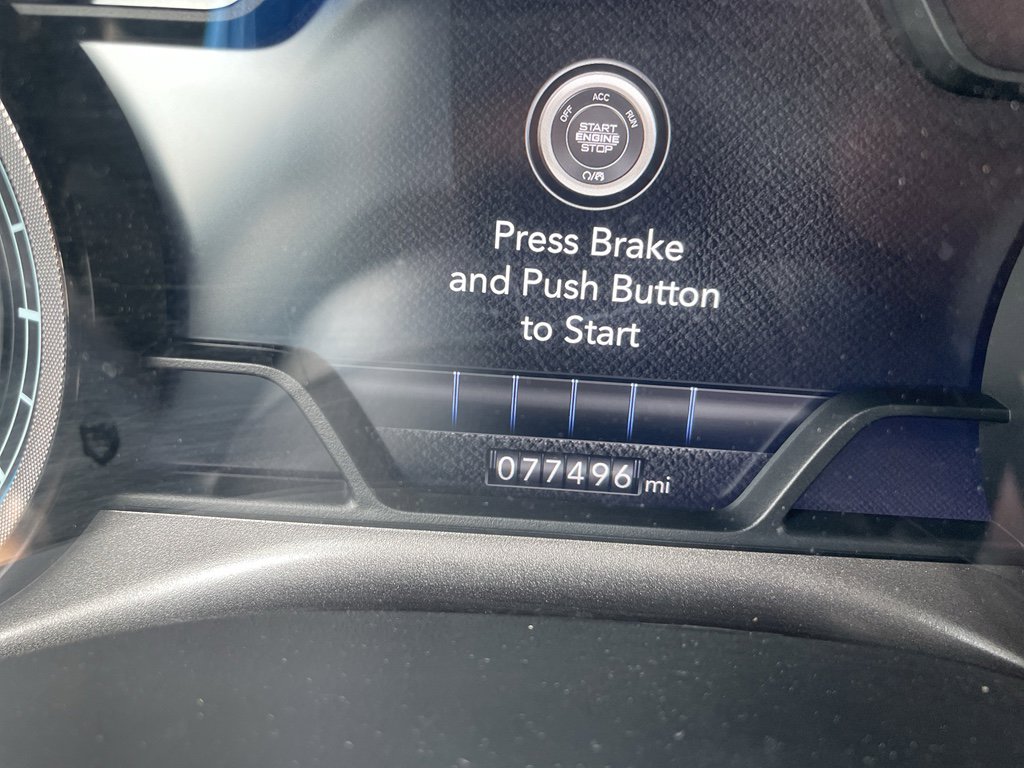 OFF ACC RUN
START
ENGINE
STOP
Press Brake
and Push Button
to Start
077496 mi